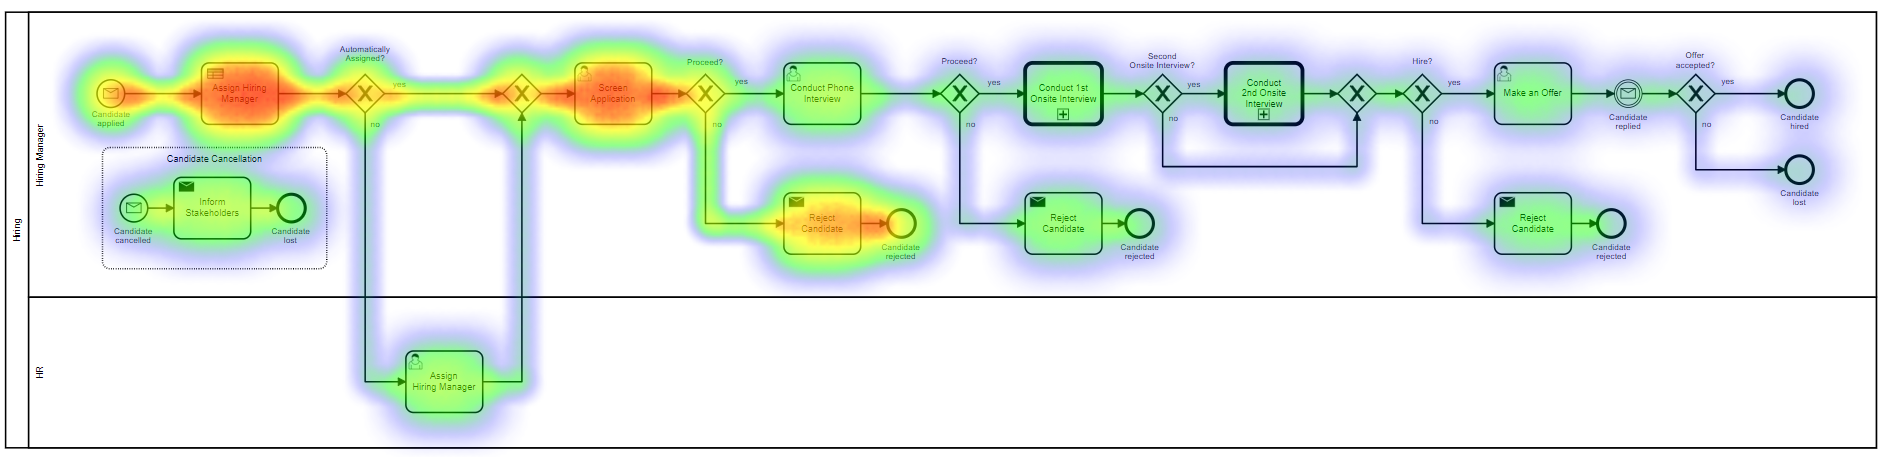 Hiring
Hiring Manager
HR
Candidate
applied
Assign Hiring
Manager
Automatically
Assigned?
yes
no
Screen
Application
Proceed?
yes
no
Conduct Phone
Interview
Proceed?
yes
no
Conduct 1st
Onsite Interview
Second
Onsite Interview?
yes
no
Conduct
2nd Onsite
Interview
Hire?
yes
no
Make an Offer
Candidate
replied
Offer
accepted?
yes
no
Candidate
hired
Candidate
lost
Candidate Cancellation
Candidate
cancelled
Inform
Stakeholders
Candidate
lost
Reject
Candidate
Candidate
rejected
Reject
Candidate
Candidate
rejected
Reject
Candidate
Candidate
rejected
Assign
Hiring Manager